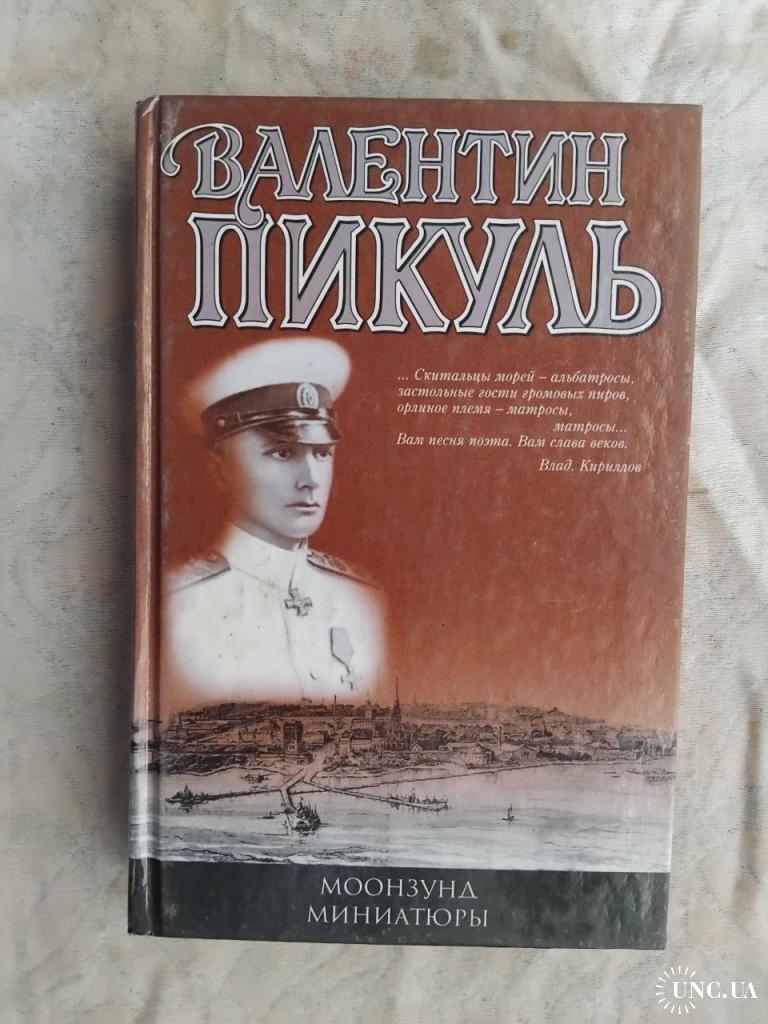 ВАЛЕНТИН
ПИКУЛЬ
... Скитальцы морей – альбатросы,
застольные гости громовых пиров,
орлиное племя – матросы,
матросы...
Вам песня поэта. Вам слава веков.
Влад. Кириллов
МООНЗУНД
МИНИАТЮРЫ
UNC.UA